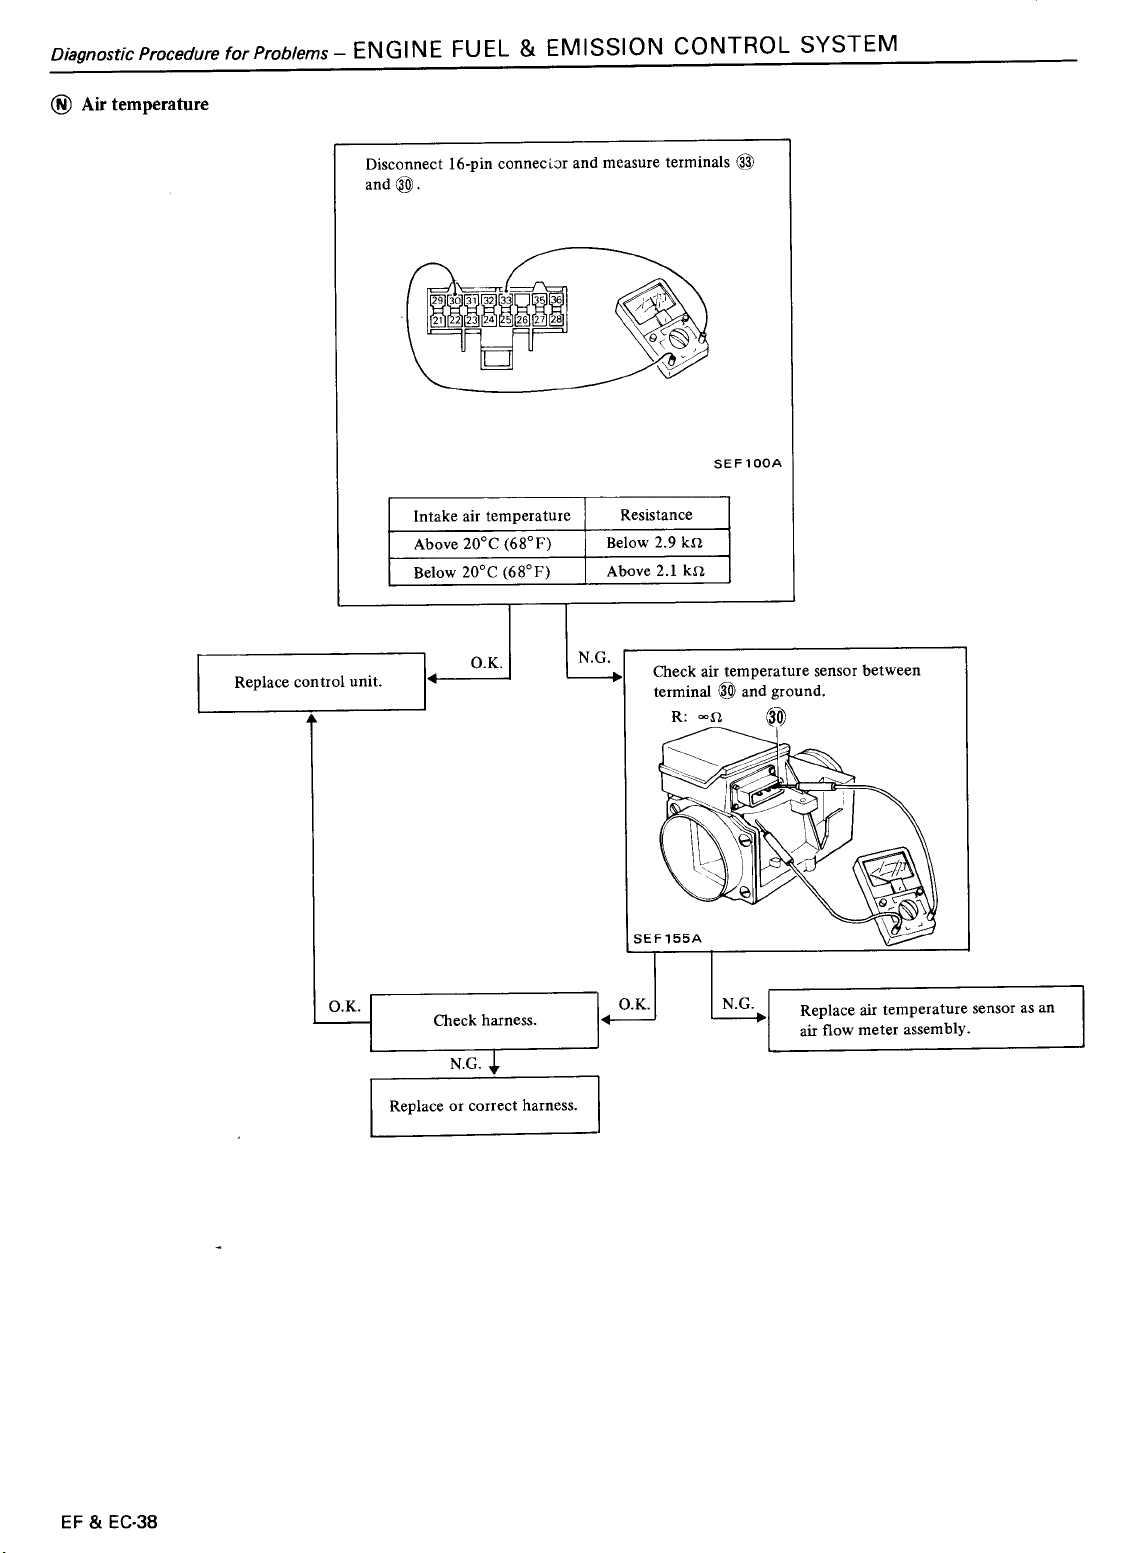 Diagnostic Procedure for Problems – ENGINE FUEL & EMISSION CONTROL SYSTEM
Ⓝ Air temperature
Disconnect 16-pin connector and measure terminals ㉝
and ㉚.
29 30 31 32 33 35 36
21 22 23 24 25 26 27 28
SEF100A
Intake air temperature Resistance
Above 20°C (68°F) Below 2.9 kΩ
Below 20°C (68°F) Above 2.1 kΩ
O.K.
N.G.
Replace control unit.
Check air temperature sensor between
terminal ㉚ and ground.
R: ∞Ω ㉚
SEF155A
O.K.
Check harness.
O.K.
N.G.
Replace air temperature sensor as an
air flow meter assembly.
N.G.
Replace or correct harness.
EF & EC-38